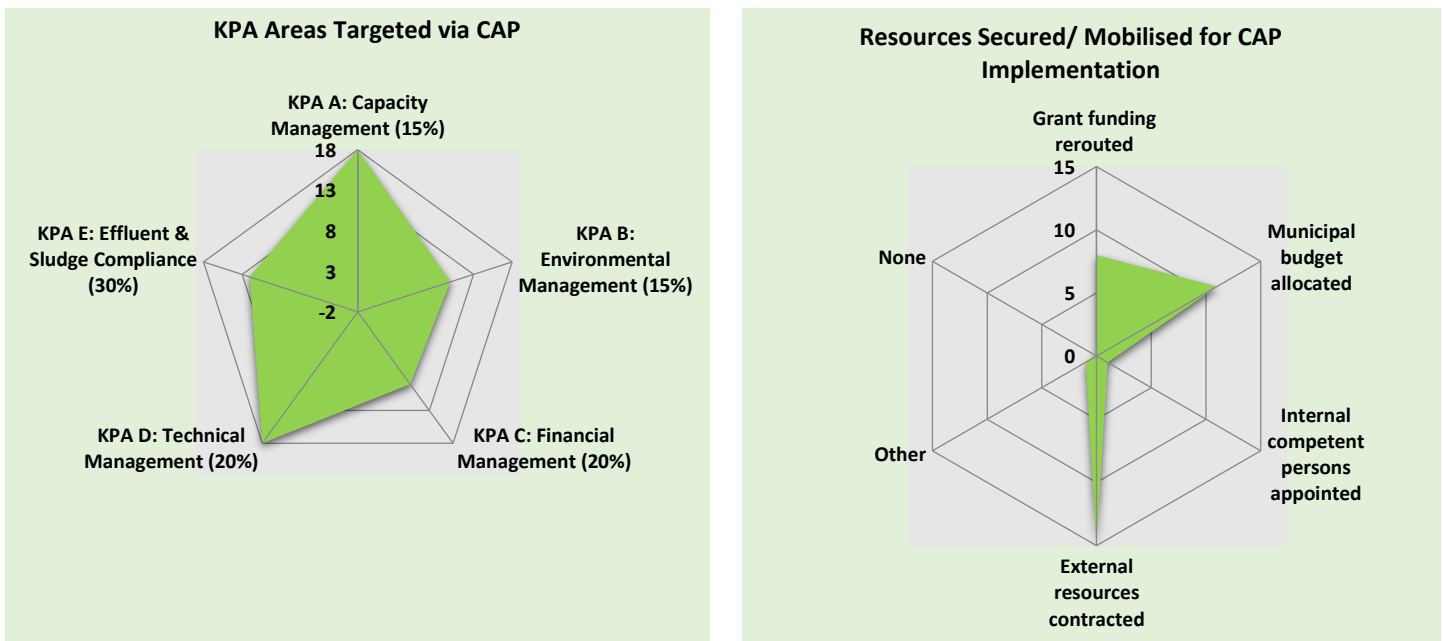 KPA Areas Targeted via CAP
KPA A: Capacity
Management (15%)
18
13
8
3
-2
KPA B:
Environmental
Management (15%)
KPA C: Financial
Management (20%)
KPA D: Technical
Management (20%)
KPA E: Effluent &
Sludge Compliance
(30%)
Resources Secured/ Mobilised for CAP
Implementation
Grant funding
rerouted
15
10
5
0
Municipal
budget
allocated
Internal
competent
persons
appointed
External
resources
contracted
Other
None